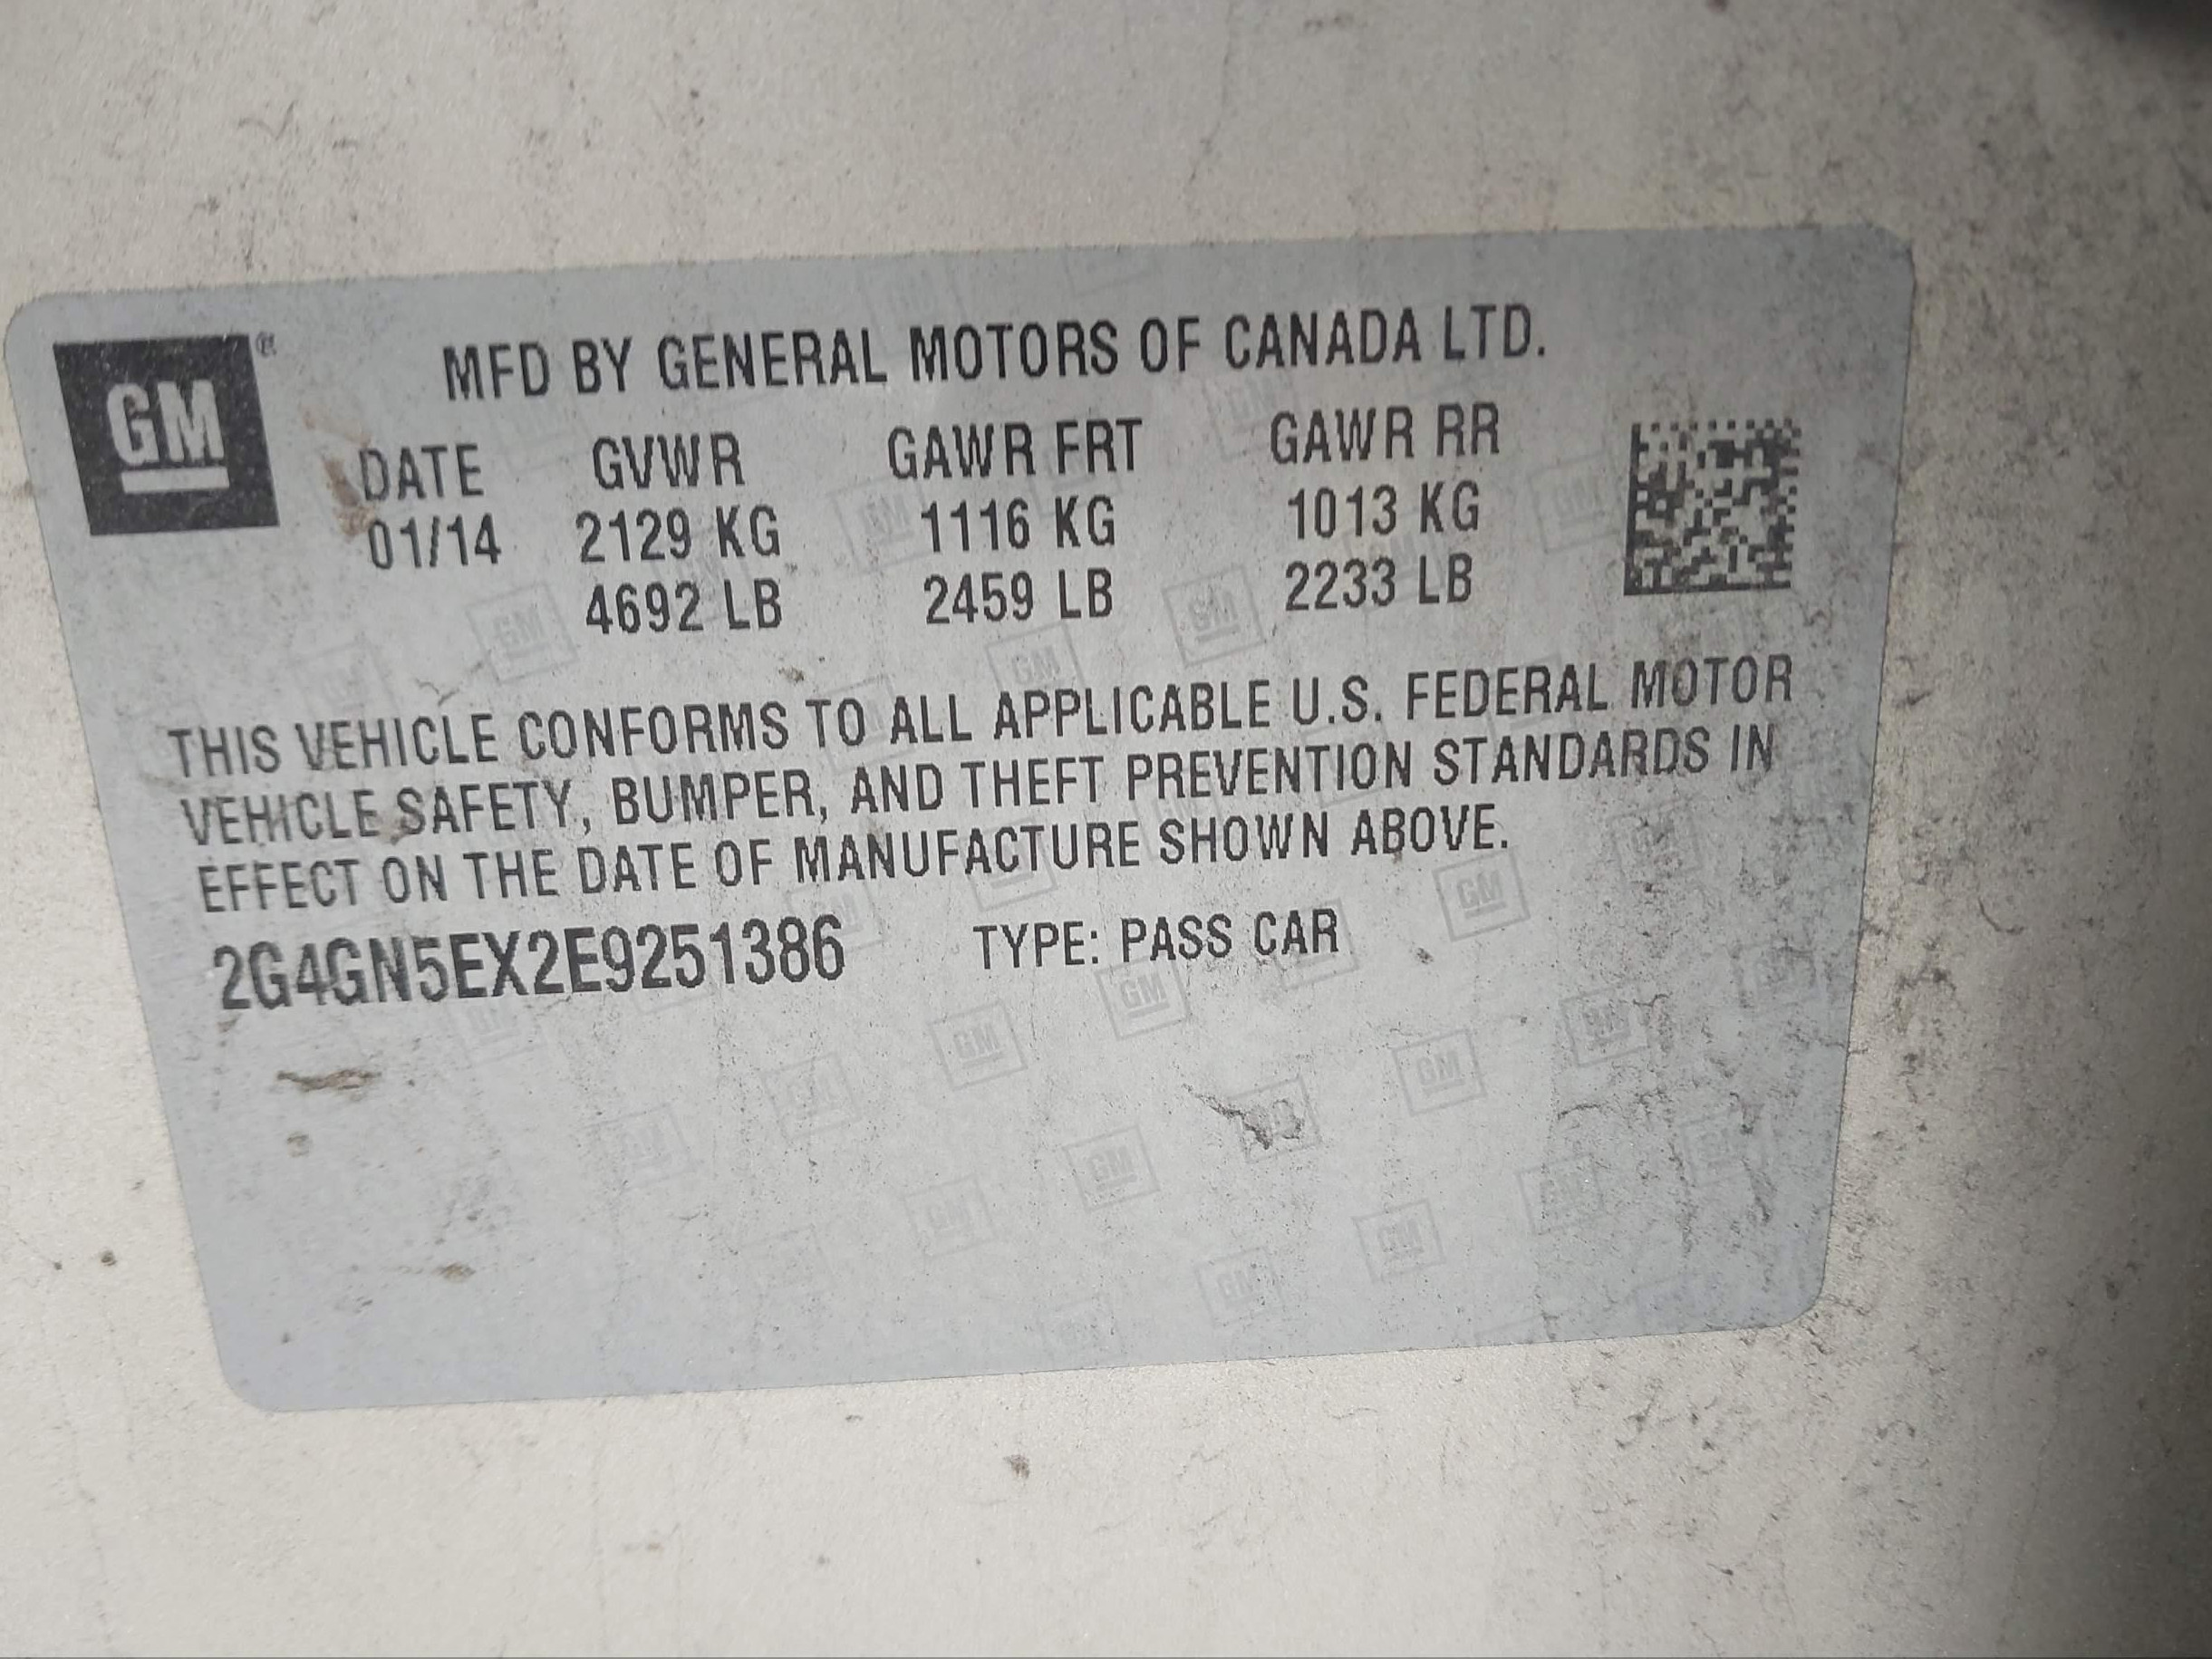 GM ®
MFD BY GENERAL MOTORS OF CANADA LTD.
DATE GVWR GAWR FRT GAWR RR
01/14 2129 KG 1116 KG 1013 KG
4692 LB 2459 LB 2233 LB
THIS VEHICLE CONFORMS TO ALL APPLICABLE U.S. FEDERAL MOTOR
VEHICLE SAFETY, BUMPER, AND THEFT PREVENTION STANDARDS IN
EFFECT ON THE DATE OF MANUFACTURE SHOWN ABOVE.
2G4GN5EX2E9251386 TYPE: PASS CAR